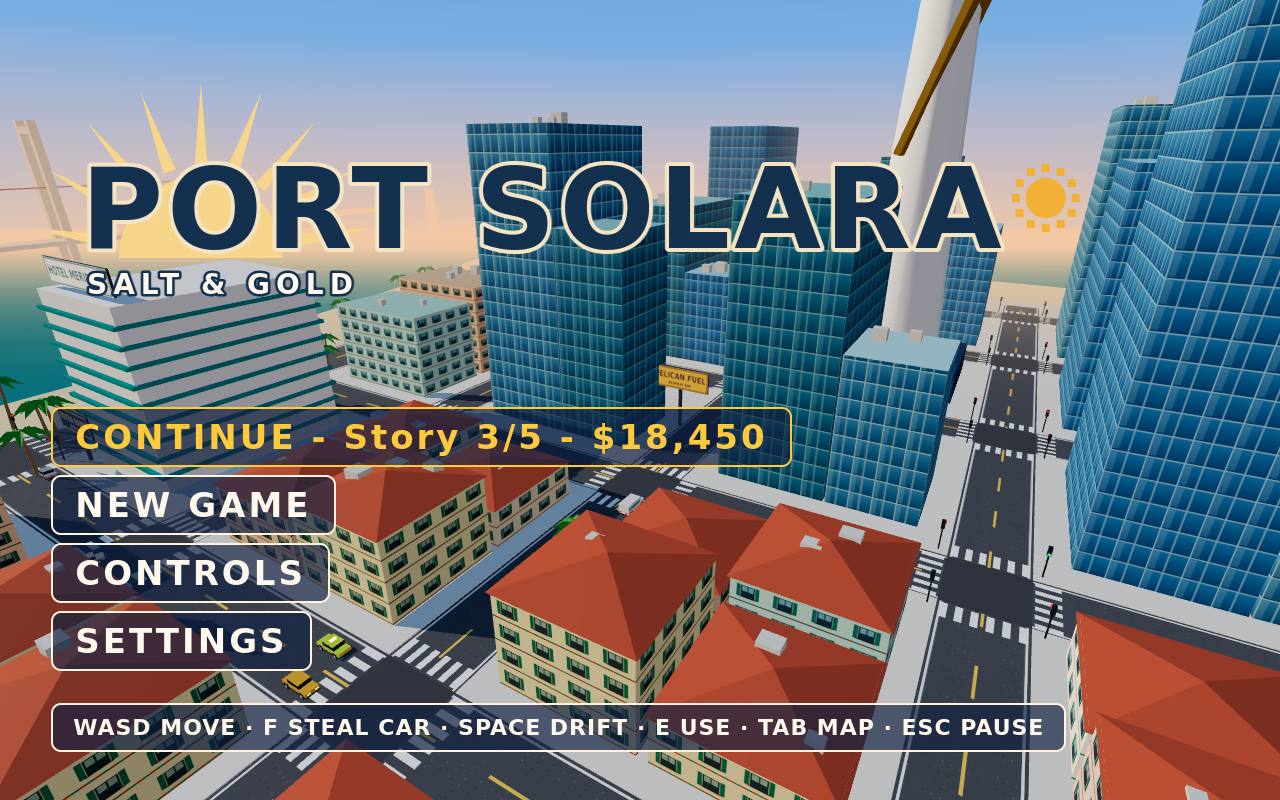 PORT SOLARA
HOTEL
SALT & GOLD
PELICAN FUEL
CONTINUE - Story 3/5 - $18,450
NEW GAME
CONTROLS
SETTINGS
WASD MOVE · F STEAL CAR · SPACE DRIFT · E USE · TAB MAP · ESC PAUSE